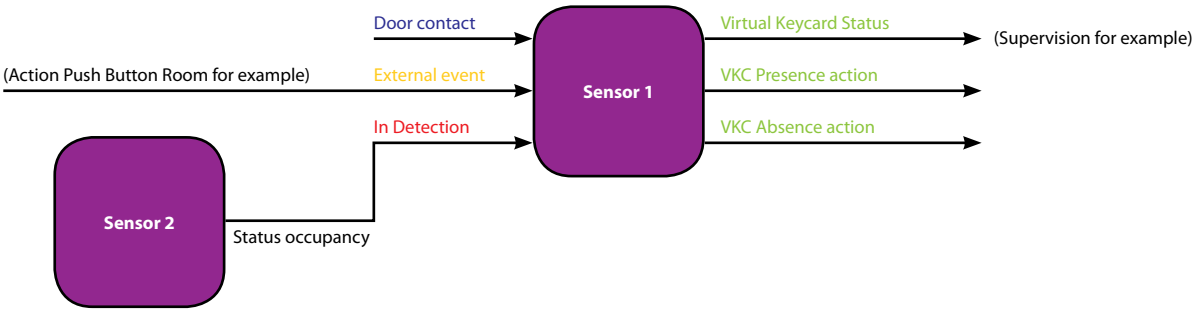 Door contact
Virtual Keycard Status
(Supervision for example)
(Action Push Button Room for example)
External event
Sensor 1
VKC Presence action
In Detection
VKC Absence action
Sensor 2
Status occupancy